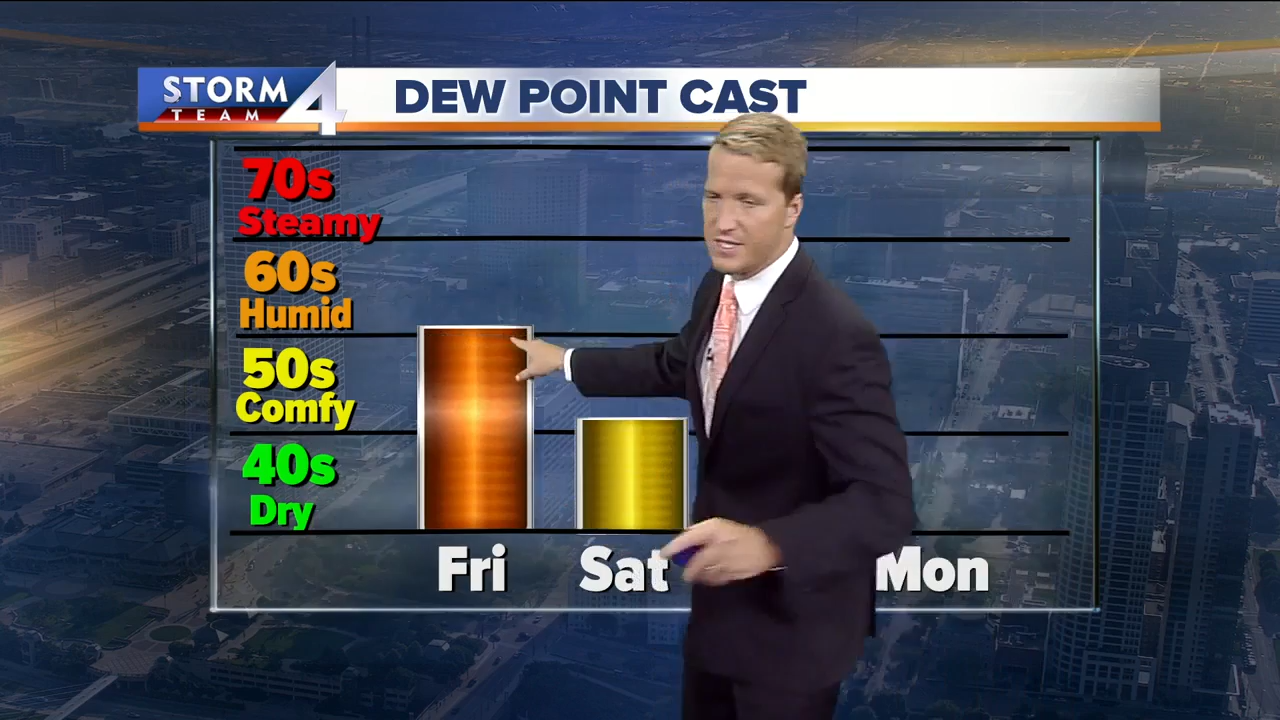 STORM
TEAM 4
DEW POINT CAST
70s
Steamy
60s
Humid
50s
Comfy
40s
Dry
Fri Sat Mon